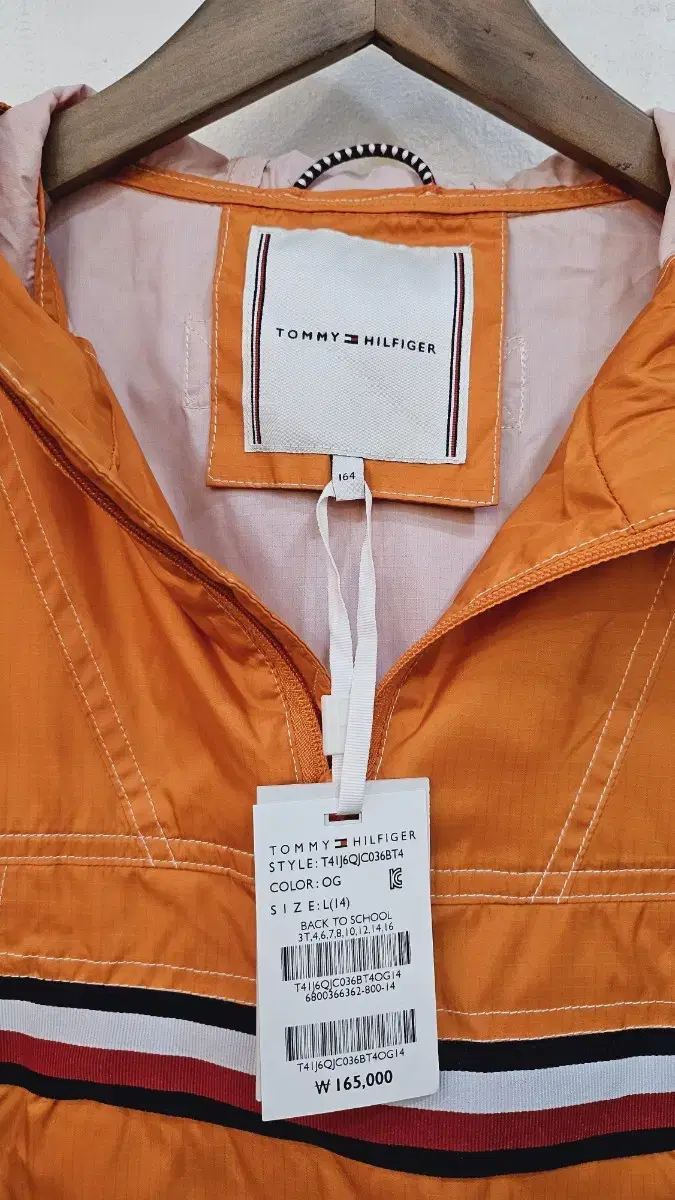 TOMMY HILFIGER
164
TOMMY HILFIGER
STYLE: T41J6QJC036BT4
COLOR: OG
SIZE: L(14)
BACK TO SCHOOL
3T,4,6,7,8,10,12,14,16
T41J6QJC036BT4OG14
6800366362-800-14
T41J6QJC036BT4OG14
₩ 165,000